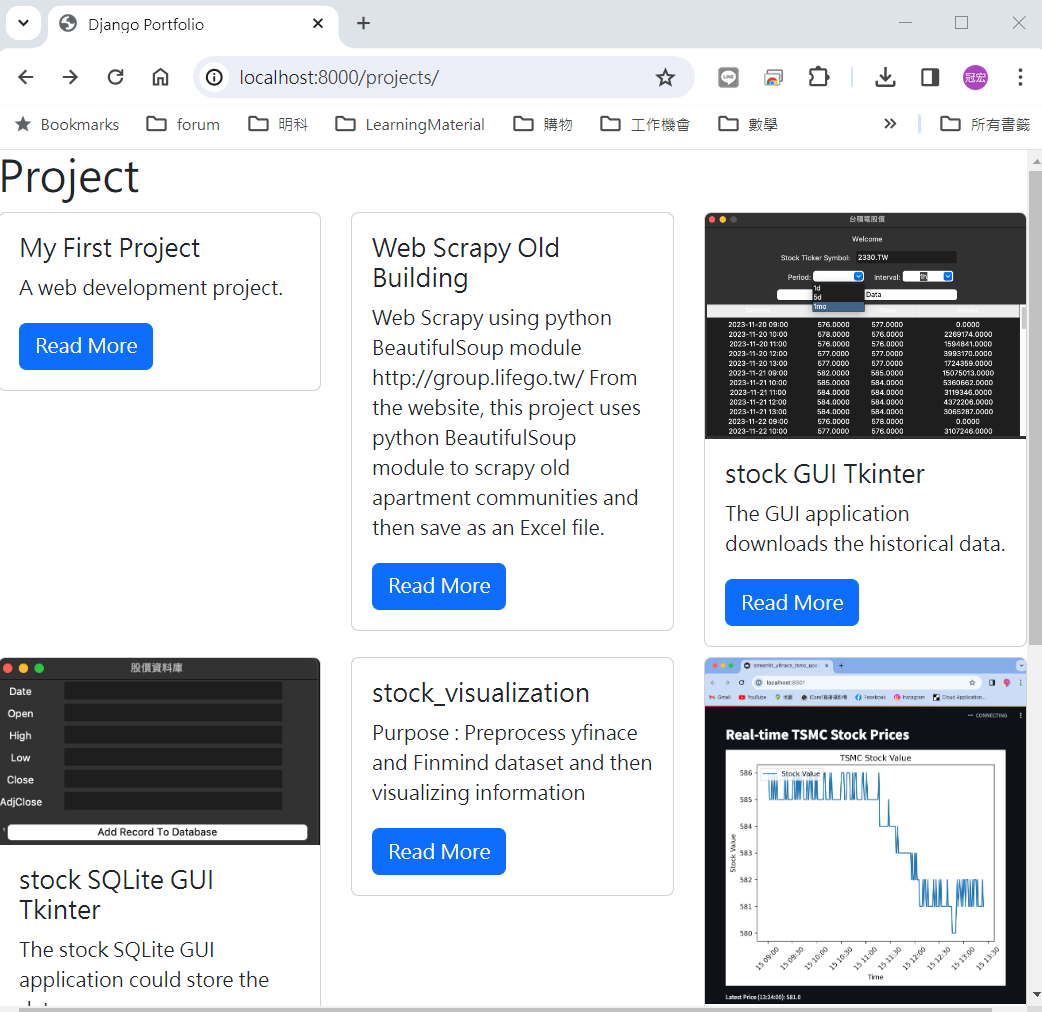 Django Portfolio
localhost:8000/projects/
冠宏
Bookmarks
forum
明科
LearningMaterial
購物
工作機會
數學
所有書籤
Project
My First Project
A web development project.
Read More
Web Scrapy Old
Building
Web Scrapy using python
BeautifulSoup module
http://group.lifego.tw/ From
the website, this project uses
python BeautifulSoup
module to scrapy old
apartment communities and
then save as an Excel file.
Read More
台積電股價
Welcome
Stock Ticker Symbol: 2330.TW
Period: Interval:
1d
5d
1mo
Data
2023-11-20 09:00 576.0000 577.0000 0.0000
2023-11-20 10:00 578.0000 576.0000 2269174.0000
2023-11-20 11:00 576.0000 577.0000 1594841.0000
2023-11-20 12:00 577.0000 577.0000 3993170.0000
2023-11-20 13:00 577.0000 577.0000 1724359.0000
2023-11-21 09:00 582.0000 585.0000 15075013.0000
2023-11-21 10:00 585.0000 584.0000 5360662.0000
2023-11-21 11:00 584.0000 584.0000 3119346.0000
2023-11-21 12:00 584.0000 584.0000 4372206.0000
2023-11-21 13:00 584.0000 584.0000 3065287.0000
2023-11-22 09:00 576.0000 578.0000 0.0000
2023-11-22 10:00 577.0000 576.0000 3107246.0000
stock GUI Tkinter
The GUI application
downloads the historical data.
Read More
股價資料庫
Date
Open
High
Low
Close
AdjClose
Add Record To Database
stock SQLite GUI
Tkinter
The stock SQLite GUI
application could store the
stock_visualization
Purpose : Preprocess yfinace
and Finmind dataset and then
visualizing information
Read More
localhost:8501
Gmail
YouTube
地圖
Facebook
Instagram
Cloud Application...
CONNECTING
Real-time TSMC Stock Prices
TSMC Stock Value
Stock Value
586
585
584
583
582
581
580
Stock Value
15 09:00
15 09:30
15 10:00
15 10:30
15 11:00
15 11:30
15 12:00
15 12:30
15 13:00
15 13:30
Time
Latest Price (13:24:00): 581.0